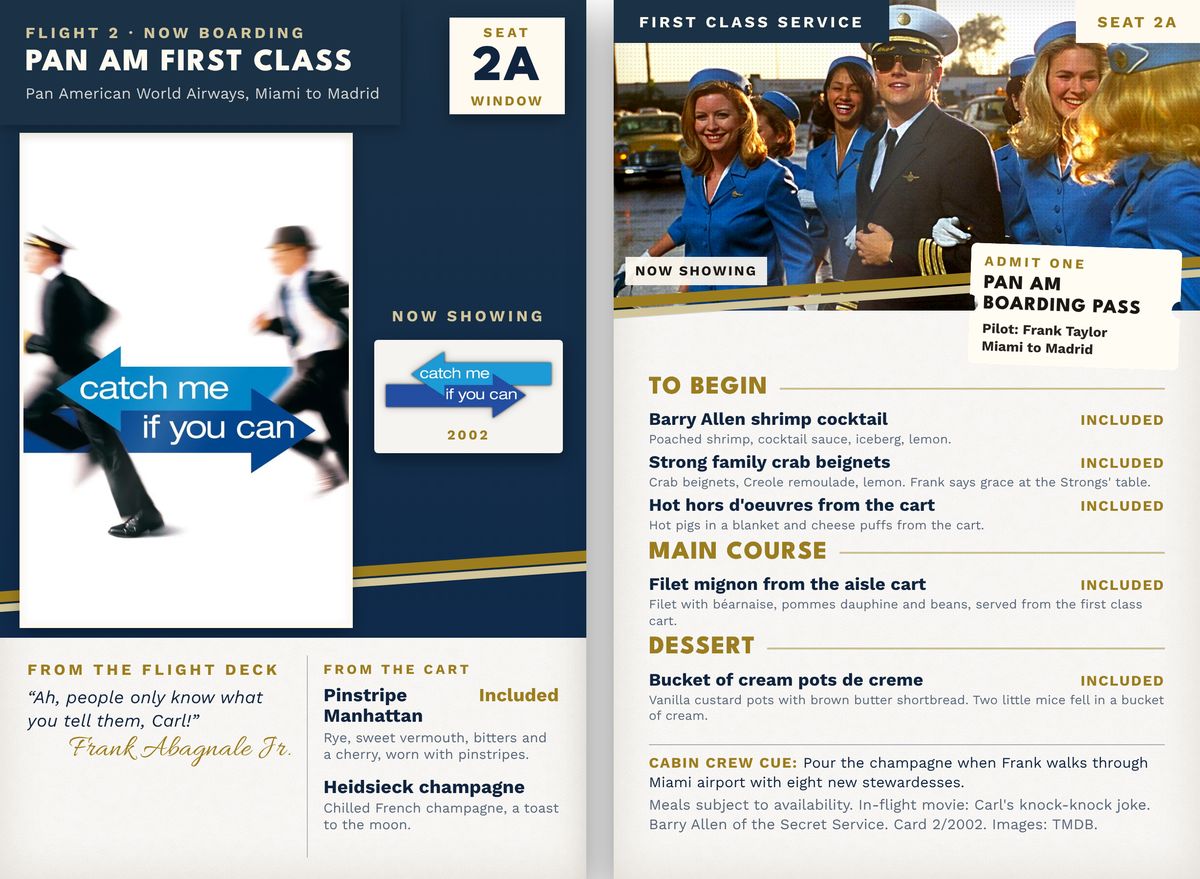 FLIGHT 2 · NOW BOARDING
PAN AM FIRST CLASS
Pan American World Airways, Miami to Madrid
SEAT
2A
WINDOW
catch me
if you can
NOW SHOWING
catch me
if you can
2002
FROM THE FLIGHT DECK
“Ah, people only know what
you tell them, Carl!”
Frank Abagnale Jr.
FROM THE CART
Pinstripe Manhattan Included
Rye, sweet vermouth, bitters and
a cherry, worn with pinstripes.
Heidsieck champagne
Chilled French champagne, a toast
to the moon.
FIRST CLASS SERVICE
SEAT 2A
NOW SHOWING
ADMIT ONE
PAN AM
BOARDING PASS
Pilot: Frank Taylor
Miami to Madrid
TO BEGIN
Barry Allen shrimp cocktail INCLUDED
Poached shrimp, cocktail sauce, iceberg, lemon.
Strong family crab beignets INCLUDED
Crab beignets, Creole remoulade, lemon. Frank says grace at the Strongs' table.
Hot hors d'oeuvres from the cart INCLUDED
Hot pigs in a blanket and cheese puffs from the cart.
MAIN COURSE
Filet mignon from the aisle cart INCLUDED
Filet with béarnaise, pommes dauphine and beans, served from the first class
cart.
DESSERT
Bucket of cream pots de creme INCLUDED
Vanilla custard pots with brown butter shortbread. Two little mice fell in a bucket
of cream.
CABIN CREW CUE: Pour the champagne when Frank walks through
Miami airport with eight new stewardesses.
Meals subject to availability. In-flight movie: Carl's knock-knock joke.
Barry Allen of the Secret Service. Card 2/2002. Images: TMDB.